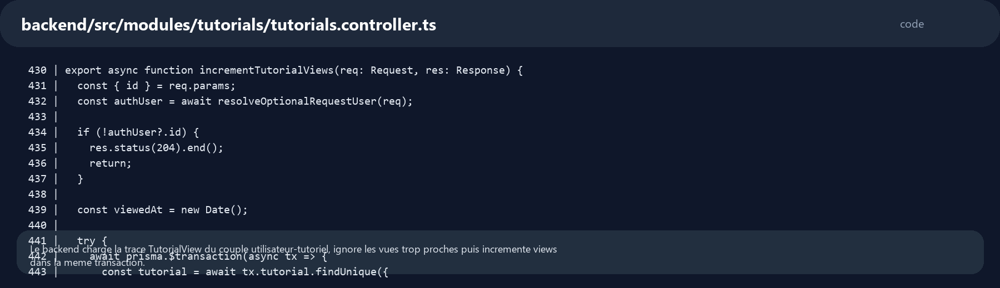 backend/src/modules/tutorials/tutorials.controller.ts
code
430 | export async function incrementTutorialViews(req: Request, res: Response) {
431 |   const { id } = req.params;
432 |   const authUser = await resolveOptionalRequestUser(req);
433 |
434 |   if (!authUser?.id) {
435 |     res.status(204).end();
436 |     return;
437 |   }
438 |
439 |   const viewedAt = new Date();
440 |
441 |   try {
Le backend charge la trace TutorialView du couple utilisateur-tutoriel, ignore les vues trop proches puis incremente views
442 |     await prisma.$transaction(async tx => {
dans la meme transaction.
443 |       const tutorial = await tx.tutorial.findUnique({